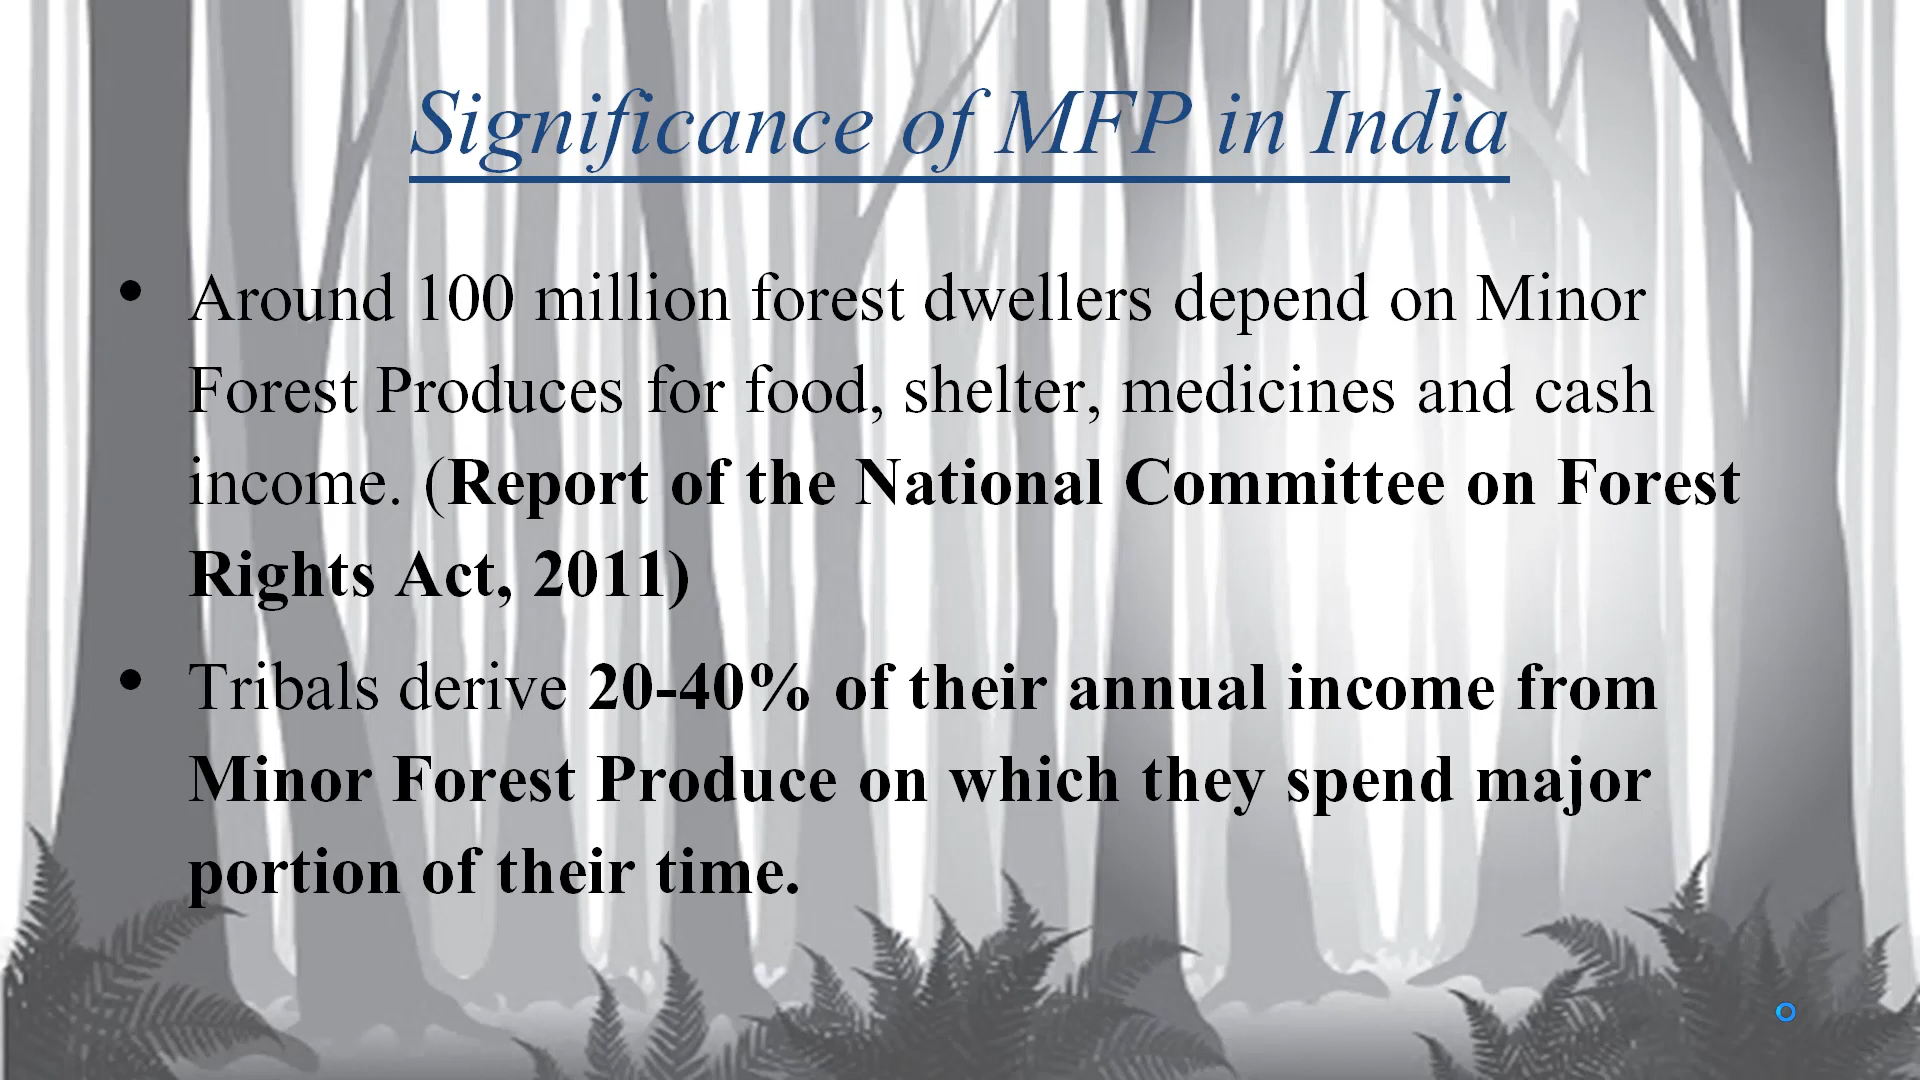 Significance of MFP in India
• Around 100 million forest dwellers depend on Minor
Forest Produces for food, shelter, medicines and cash
income. (Report of the National Committee on Forest
Rights Act, 2011)
• Tribals derive 20-40% of their annual income from
Minor Forest Produce on which they spend major
portion of their time.